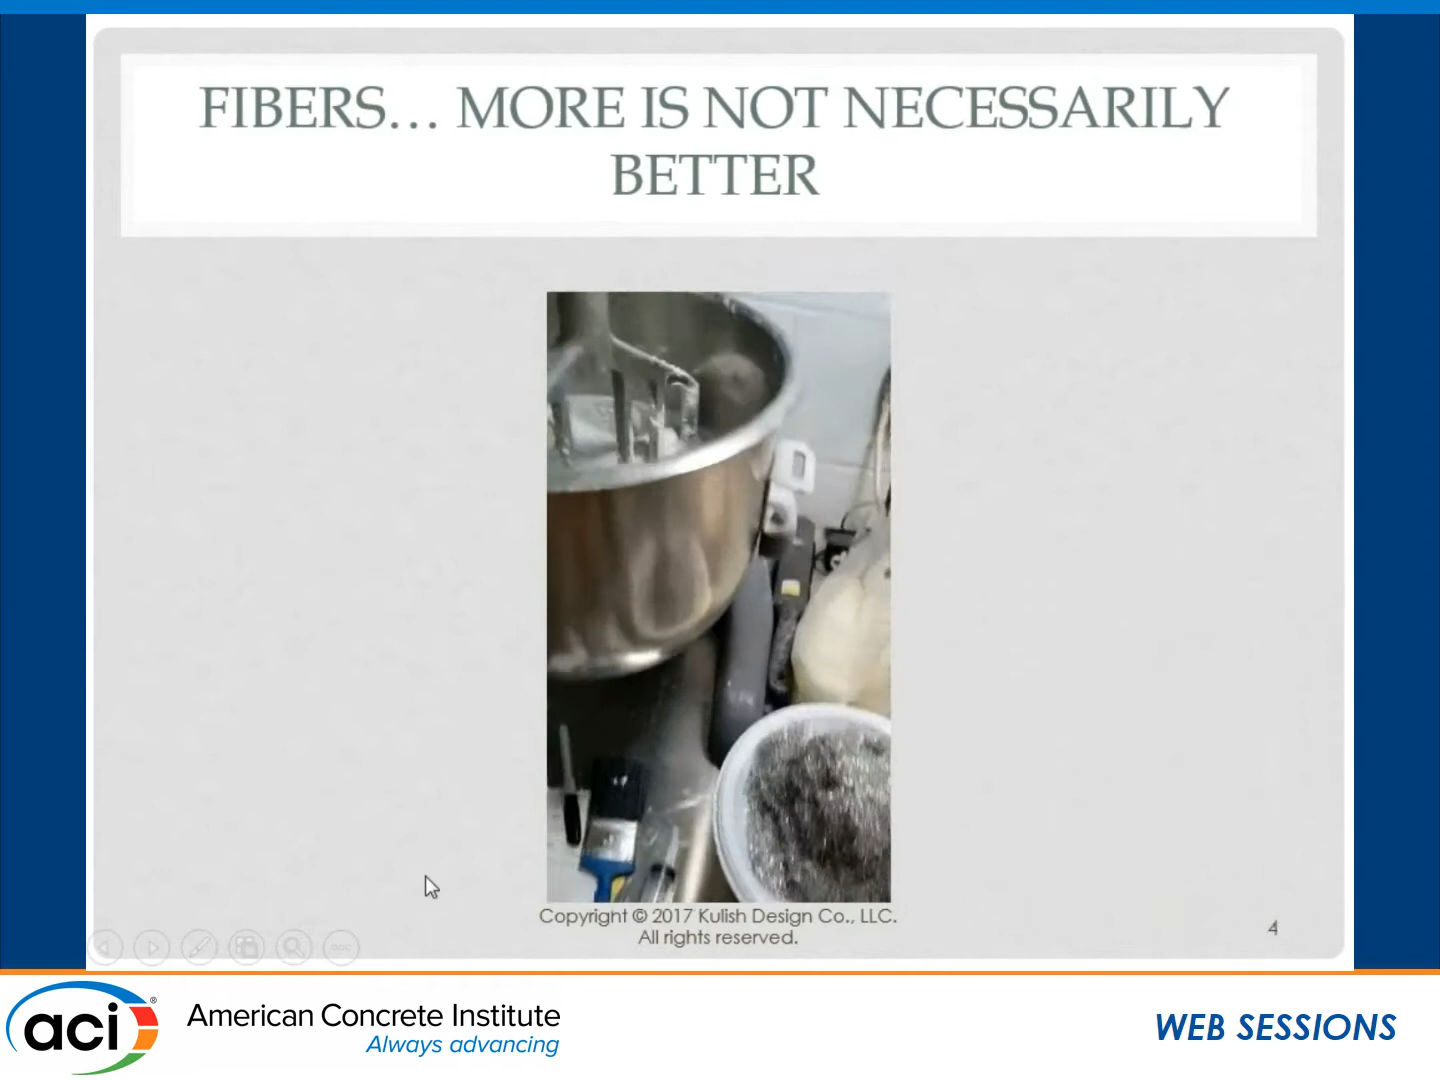 FIBERS… MORE IS NOT NECESSARILY
BETTER
Copyright © 2017 Kulish Design Co., LLC.
All rights reserved.
4
aci®
American Concrete Institute
Always advancing
WEB SESSIONS